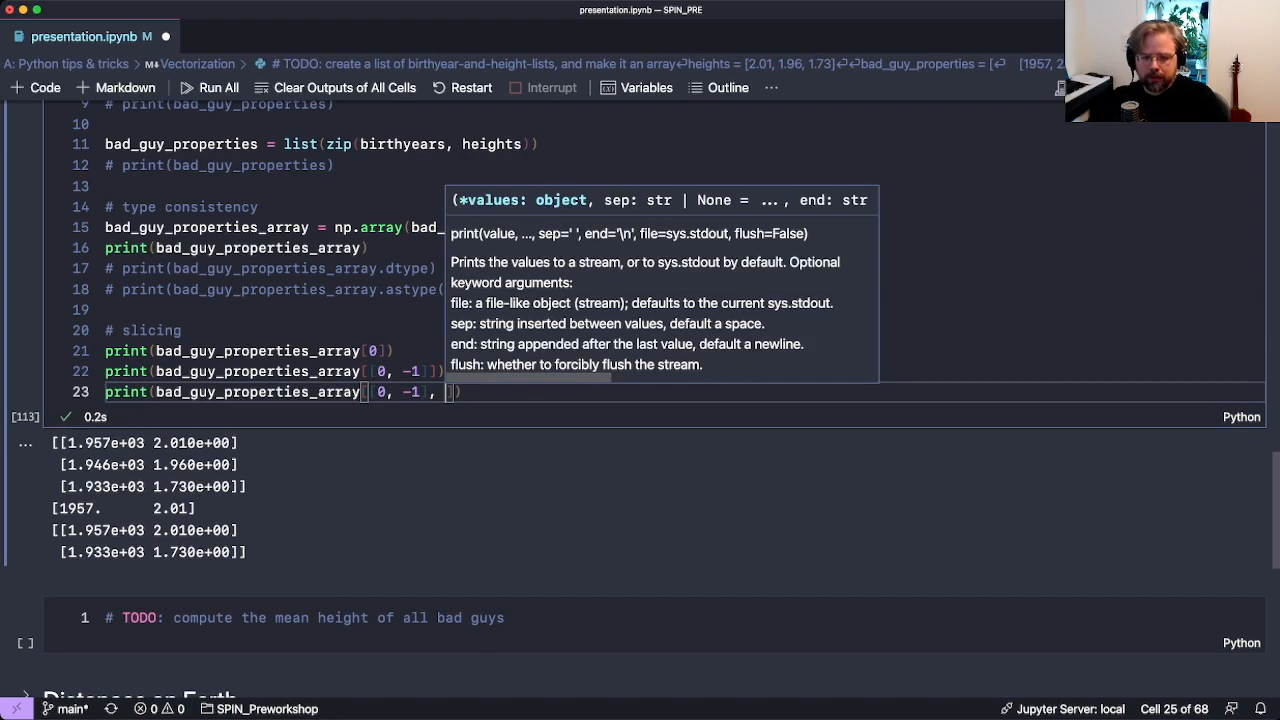 presentation.ipynb — SPIN_PRE
presentation.ipynb M
A: Python tips & tricks > M↓Vectorization > # TODO: create a list of birthyear-end-height-lists, and make it an array↵heights = [2.01, 1.96, 1.73]↵↵bad_guy_properties = [↵ [1957, 2.0
+ Code + Markdown Run All Clear Outputs of All Cells Restart Interrupt Variables Outline ...
9 # print(bad_guy_properties)
10
11 bad_guy_properties = list(zip(birthyears, heights))
12 # print(bad_guy_properties)
13
14 # type consistency
15 bad_guy_properties_array = np.array(bad_
16 print(bad_guy_properties_array)
17 # print(bad_guy_properties_array.dtype)
18 # print(bad_guy_properties_array.astype(
19
20 # slicing
21 print(bad_guy_properties_array[0])
22 print(bad_guy_properties_array[[0, -1]])
23 print(bad_guy_properties_array[[0, -1], ])
(*values: object, sep: str | None = ..., end: str
print(value, ..., sep=' ', end='\n', file=sys.stdout, flush=False)
Prints the values to a stream, or to sys.stdout by default. Optional
keyword arguments:
file: a file-like object (stream); defaults to the current sys.stdout.
sep: string inserted between values, default a space.
end: string appended after the last value, default a newline.
flush: whether to forcibly flush the stream.
[113] ✓ 0.2s Python
... [[1.957e+03 2.010e+00]
[1.946e+03 1.960e+00]
[1.933e+03 1.730e+00]]
[1957. 2.01]
[[1.957e+03 2.010e+00]
[1.933e+03 1.730e+00]]
1 # TODO: compute the mean height of all bad guys
[ ] Python
> Distances on Earth
main* 0 0 SPIN_Preworkshop Jupyter Server: local Cell 25 of 68